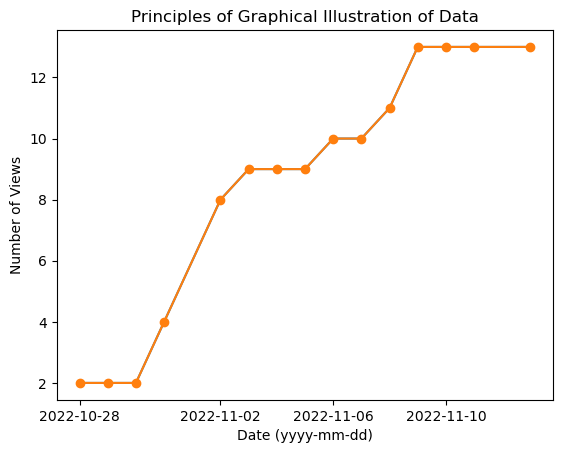 Principles of Graphical Illustration of Data
Number of Views
12
10
8
6
4
2
2022-10-28 2022-11-02 2022-11-06 2022-11-10
Date (yyyy-mm-dd)